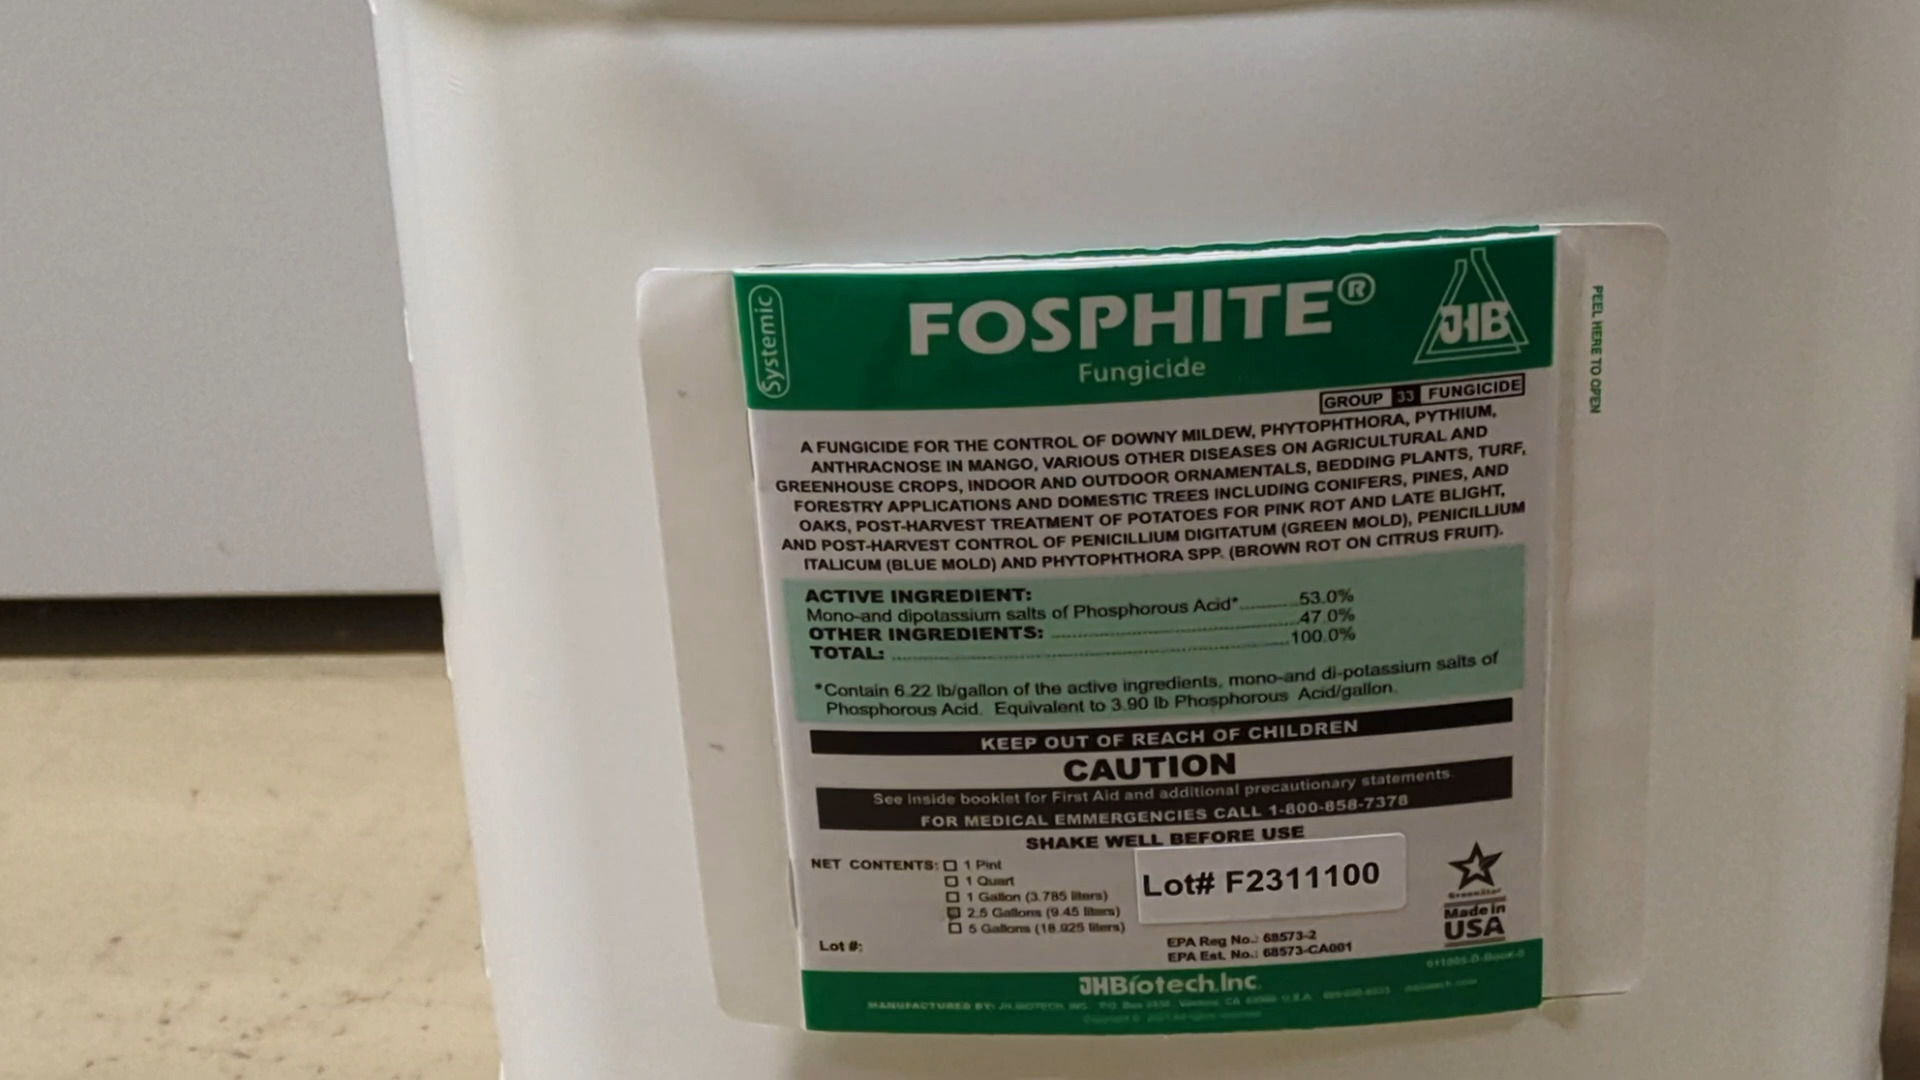 Systemic
FOSPHITE®
JHB
Fungicide
PEEL HERE TO OPEN
GROUP 33 FUNGICIDE
A FUNGICIDE FOR THE CONTROL OF DOWNY MILDEW, PHYTOPHTHORA, PYTHIUM,
ANTHRACNOSE IN MANGO, VARIOUS OTHER DISEASES ON AGRICULTURAL AND
GREENHOUSE CROPS, INDOOR AND OUTDOOR ORNAMENTALS, BEDDING PLANTS, TURF,
FORESTRY APPLICATIONS AND DOMESTIC TREES INCLUDING CONIFERS, PINES, AND
OAKS, POST-HARVEST TREATMENT OF POTATOES FOR PINK ROT AND LATE BLIGHT,
AND POST-HARVEST CONTROL OF PENICILLIUM DIGITATUM (GREEN MOLD), PENICILLIUM
ITALICUM (BLUE MOLD) AND PHYTOPHTHORA SPP. (BROWN ROT ON CITRUS FRUIT).
ACTIVE INGREDIENT:
Mono-and dipotassium salts of Phosphorous Acid* 53.0%
OTHER INGREDIENTS: 47.0%
TOTAL: 100.0%
*Contain 6.22 lb/gallon of the active ingredients, mono-and di-potassium salts of
Phosphorous Acid. Equivalent to 3.90 lb Phosphorous Acid/gallon.
KEEP OUT OF REACH OF CHILDREN
CAUTION
See inside booklet for First Aid and additional precautionary statements.
FOR MEDICAL EMMERGENCIES CALL 1-800-858-7378
SHAKE WELL BEFORE USE
NET CONTENTS: 1 Pint
1 Quart
1 Gallon (3.785 liters)
2.5 Gallons (9.45 liters)
5 Gallons (18.925 liters)
Lot# F2311100
GreenStar
Made in
USA
Lot #:
EPA Reg No.: 68573-2
EPA Est. No.: 68573-CA001
JHBiotech, Inc.
MANUFACTURED BY: JH BIOTECH, INC.